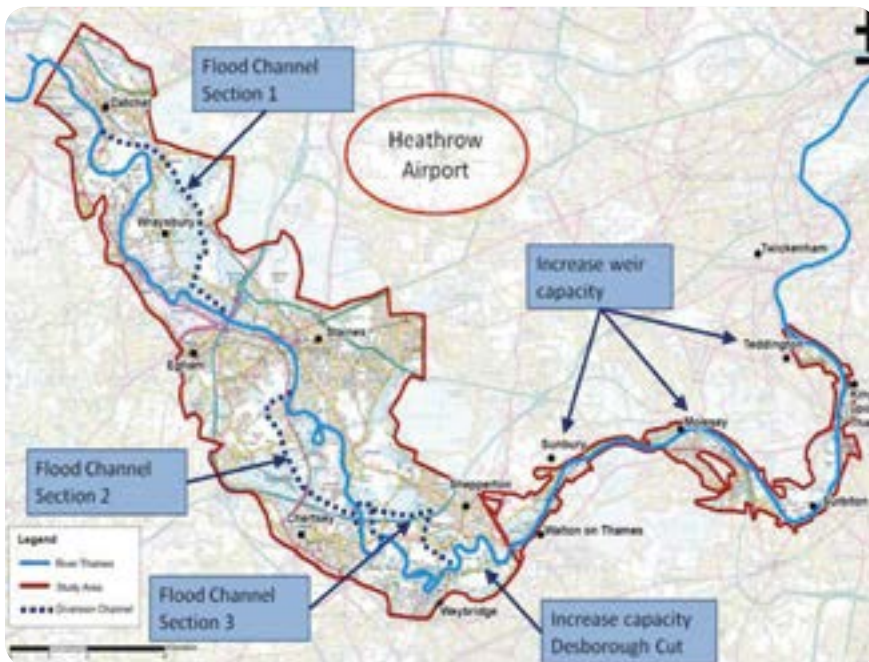 Flood Channel
Section 1
Datchet
Heathrow
Airport
Wraysbury
Twickenham
Increase weir
capacity
Staines
Teddington
Egham
Molesey
Sunbury
Flood Channel
Section 2
Shepperton
Surbiton
Chertsey
Walton on Thames
Legend
River Thames
Study Area
Diversion Channel
Flood Channel
Section 3
Weybridge
Increase capacity
Desborough Cut